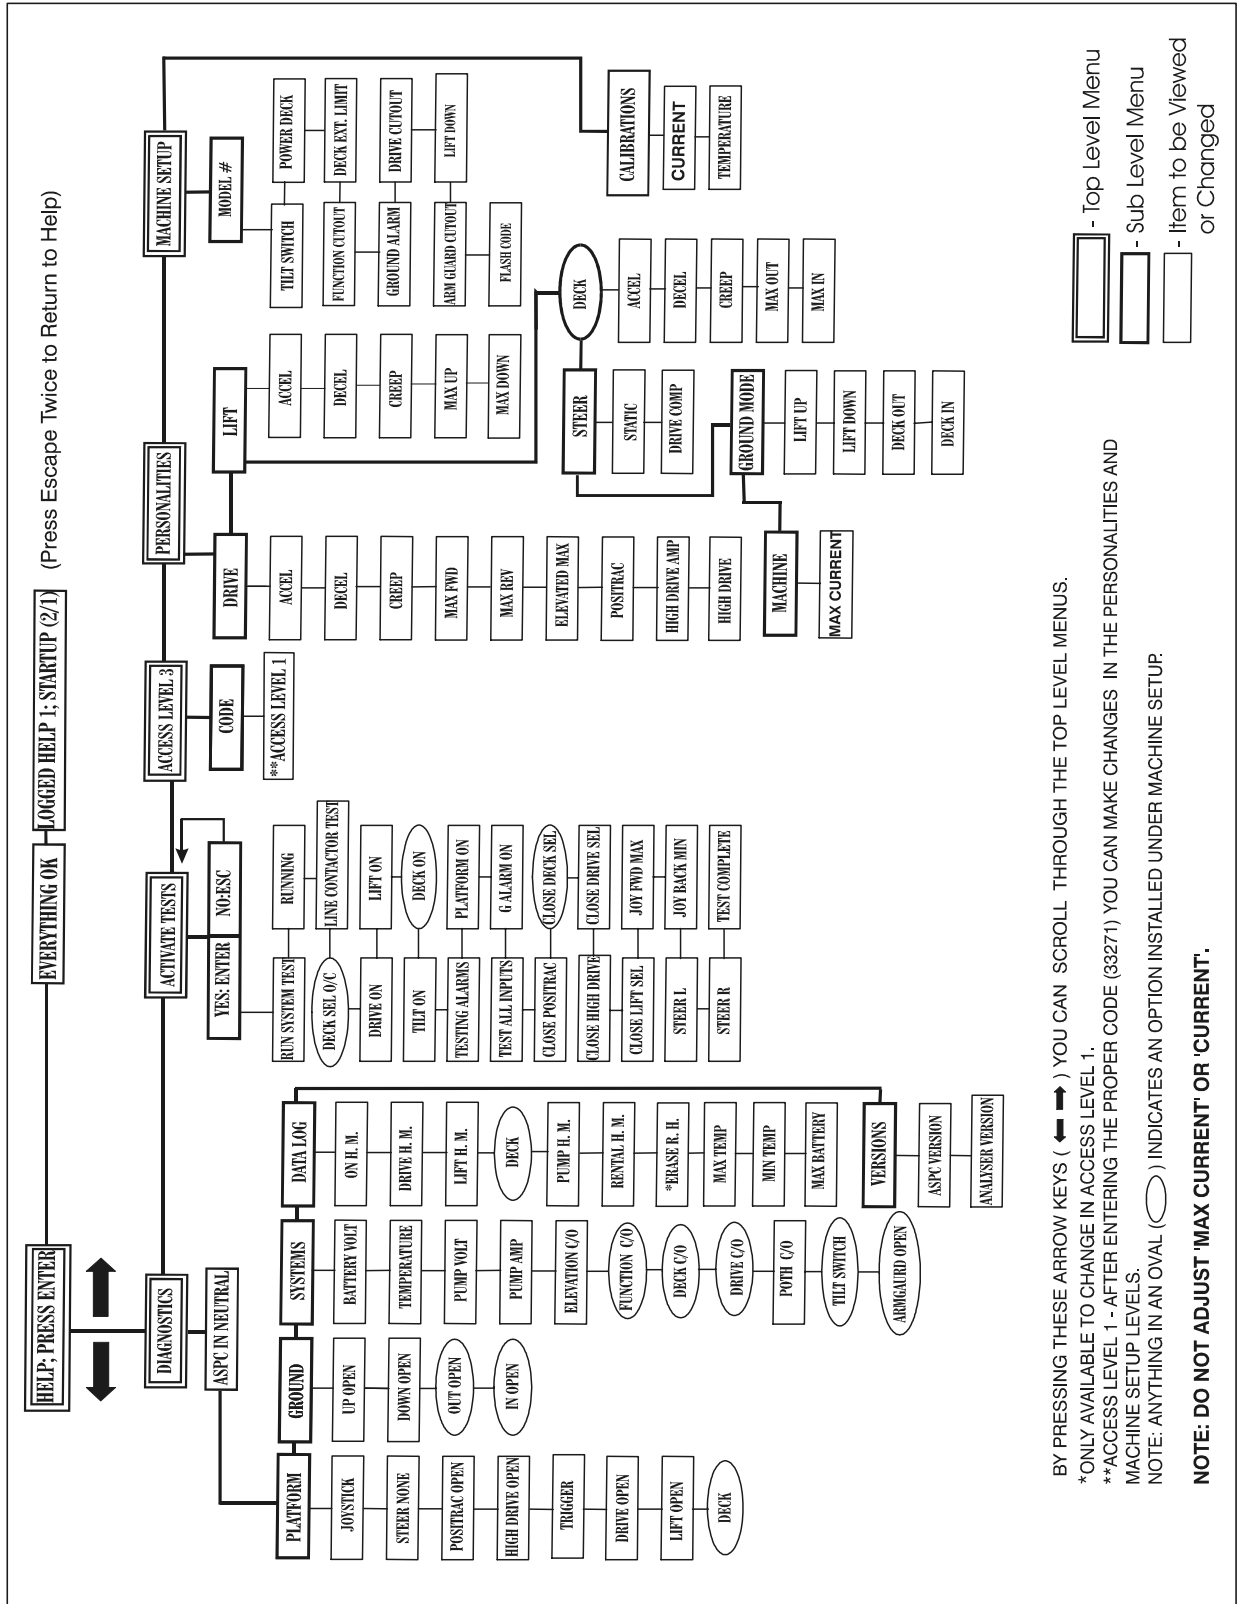 HELP; PRESS ENTER
EVERYTHING OK
LOGGED HELP 1; STARTUP (2/1)
(Press Escape Twice to Return to Help)
DIAGNOSTICS
ACTIVATE TESTS
ACCESS LEVEL 3
PERSONALITIES
MACHINE SETUP
ASPC IN NEUTRAL
PLATFORM
JOYSTICK
STEER NONE
POSITRAC OPEN
HIGH DRIVE OPEN
TRIGGER
DRIVE OPEN
LIFT OPEN
DECK
GROUND
UP OPEN
DOWN OPEN
OUT OPEN
IN OPEN
SYSTEMS
BATTERY VOLT
TEMPERATURE
PUMP VOLT
PUMP AMP
ELEVATION C/O
FUNCTION C/O
DECK C/O
DRIVE C/O
POTH C/O
TILT SWITCH
ARMGAURD OPEN
DATA LOG
ON H. M.
DRIVE H. M.
LIFT H. M.
DECK
PUMP H. M.
RENTAL H. M.
*ERASE R. H.
MAX TEMP
MIN TEMP
MAX BATTERY
VERSIONS
ASPC VERSION
ANALYSER VERSION
YES: ENTER
NO:ESC
RUN SYSTEM TEST
RUNNING
DECK SEL O/C
LINE CONTACTOR TEST
DRIVE ON
LIFT ON
TILT ON
DECK ON
TESTING ALARMS
PLATFORM ON
TEST ALL INPUTS
G ALARM ON
CLOSE POSITRAC
CLOSE DECK SEL
CLOSE HIGH DRIVE
CLOSE DRIVE SEL
CLOSE LIFT SEL
JOY FWD MAX
STEER L
JOY BACK MIN
STEER R
TEST COMPLETE
CODE
**ACCESS LEVEL 1
DRIVE
ACCEL
DECEL
CREEP
MAX FWD
MAX REV
ELEVATED MAX
POSITRAC
HIGH DRIVE AMP
HIGH DRIVE
LIFT
ACCEL
DECEL
CREEP
MAX UP
MAX DOWN
STEER
STATIC
DRIVE COMP
DECK
ACCEL
DECEL
CREEP
MAX OUT
MAX IN
GROUND MODE
LIFT UP
LIFT DOWN
DECK OUT
DECK IN
MACHINE
MAX CURRENT
MODEL #
TILT SWITCH
POWER DECK
FUNCTION CUTOUT
DECK EXT. LIMIT
GROUND ALARM
DRIVE CUTOUT
ARM GUARD CUTOUT
LIFT DOWN
FLASH CODE
CALIBRATIONS
CURRENT
TEMPERATURE
- Top Level Menu
- Sub Level Menu
- Item to be Viewed
or Changed
BY PRESSING THESE ARROW KEYS ( ) YOU CAN SCROLL THROUGH THE TOP LEVEL MENUS.
*ONLY AVAILABLE TO CHANGE IN ACCESS LEVEL 1.
**ACCESS LEVEL 1 - AFTER ENTERING THE PROPER CODE (33271) YOU CAN MAKE CHANGES IN THE PERSONALITIES AND
MACHINE SETUP LEVELS.
NOTE: ANYTHING IN AN OVAL ( ) INDICATES AN OPTION INSTALLED UNDER MACHINE SETUP.
NOTE: DO NOT ADJUST 'MAX CURRENT' OR 'CURRENT'.